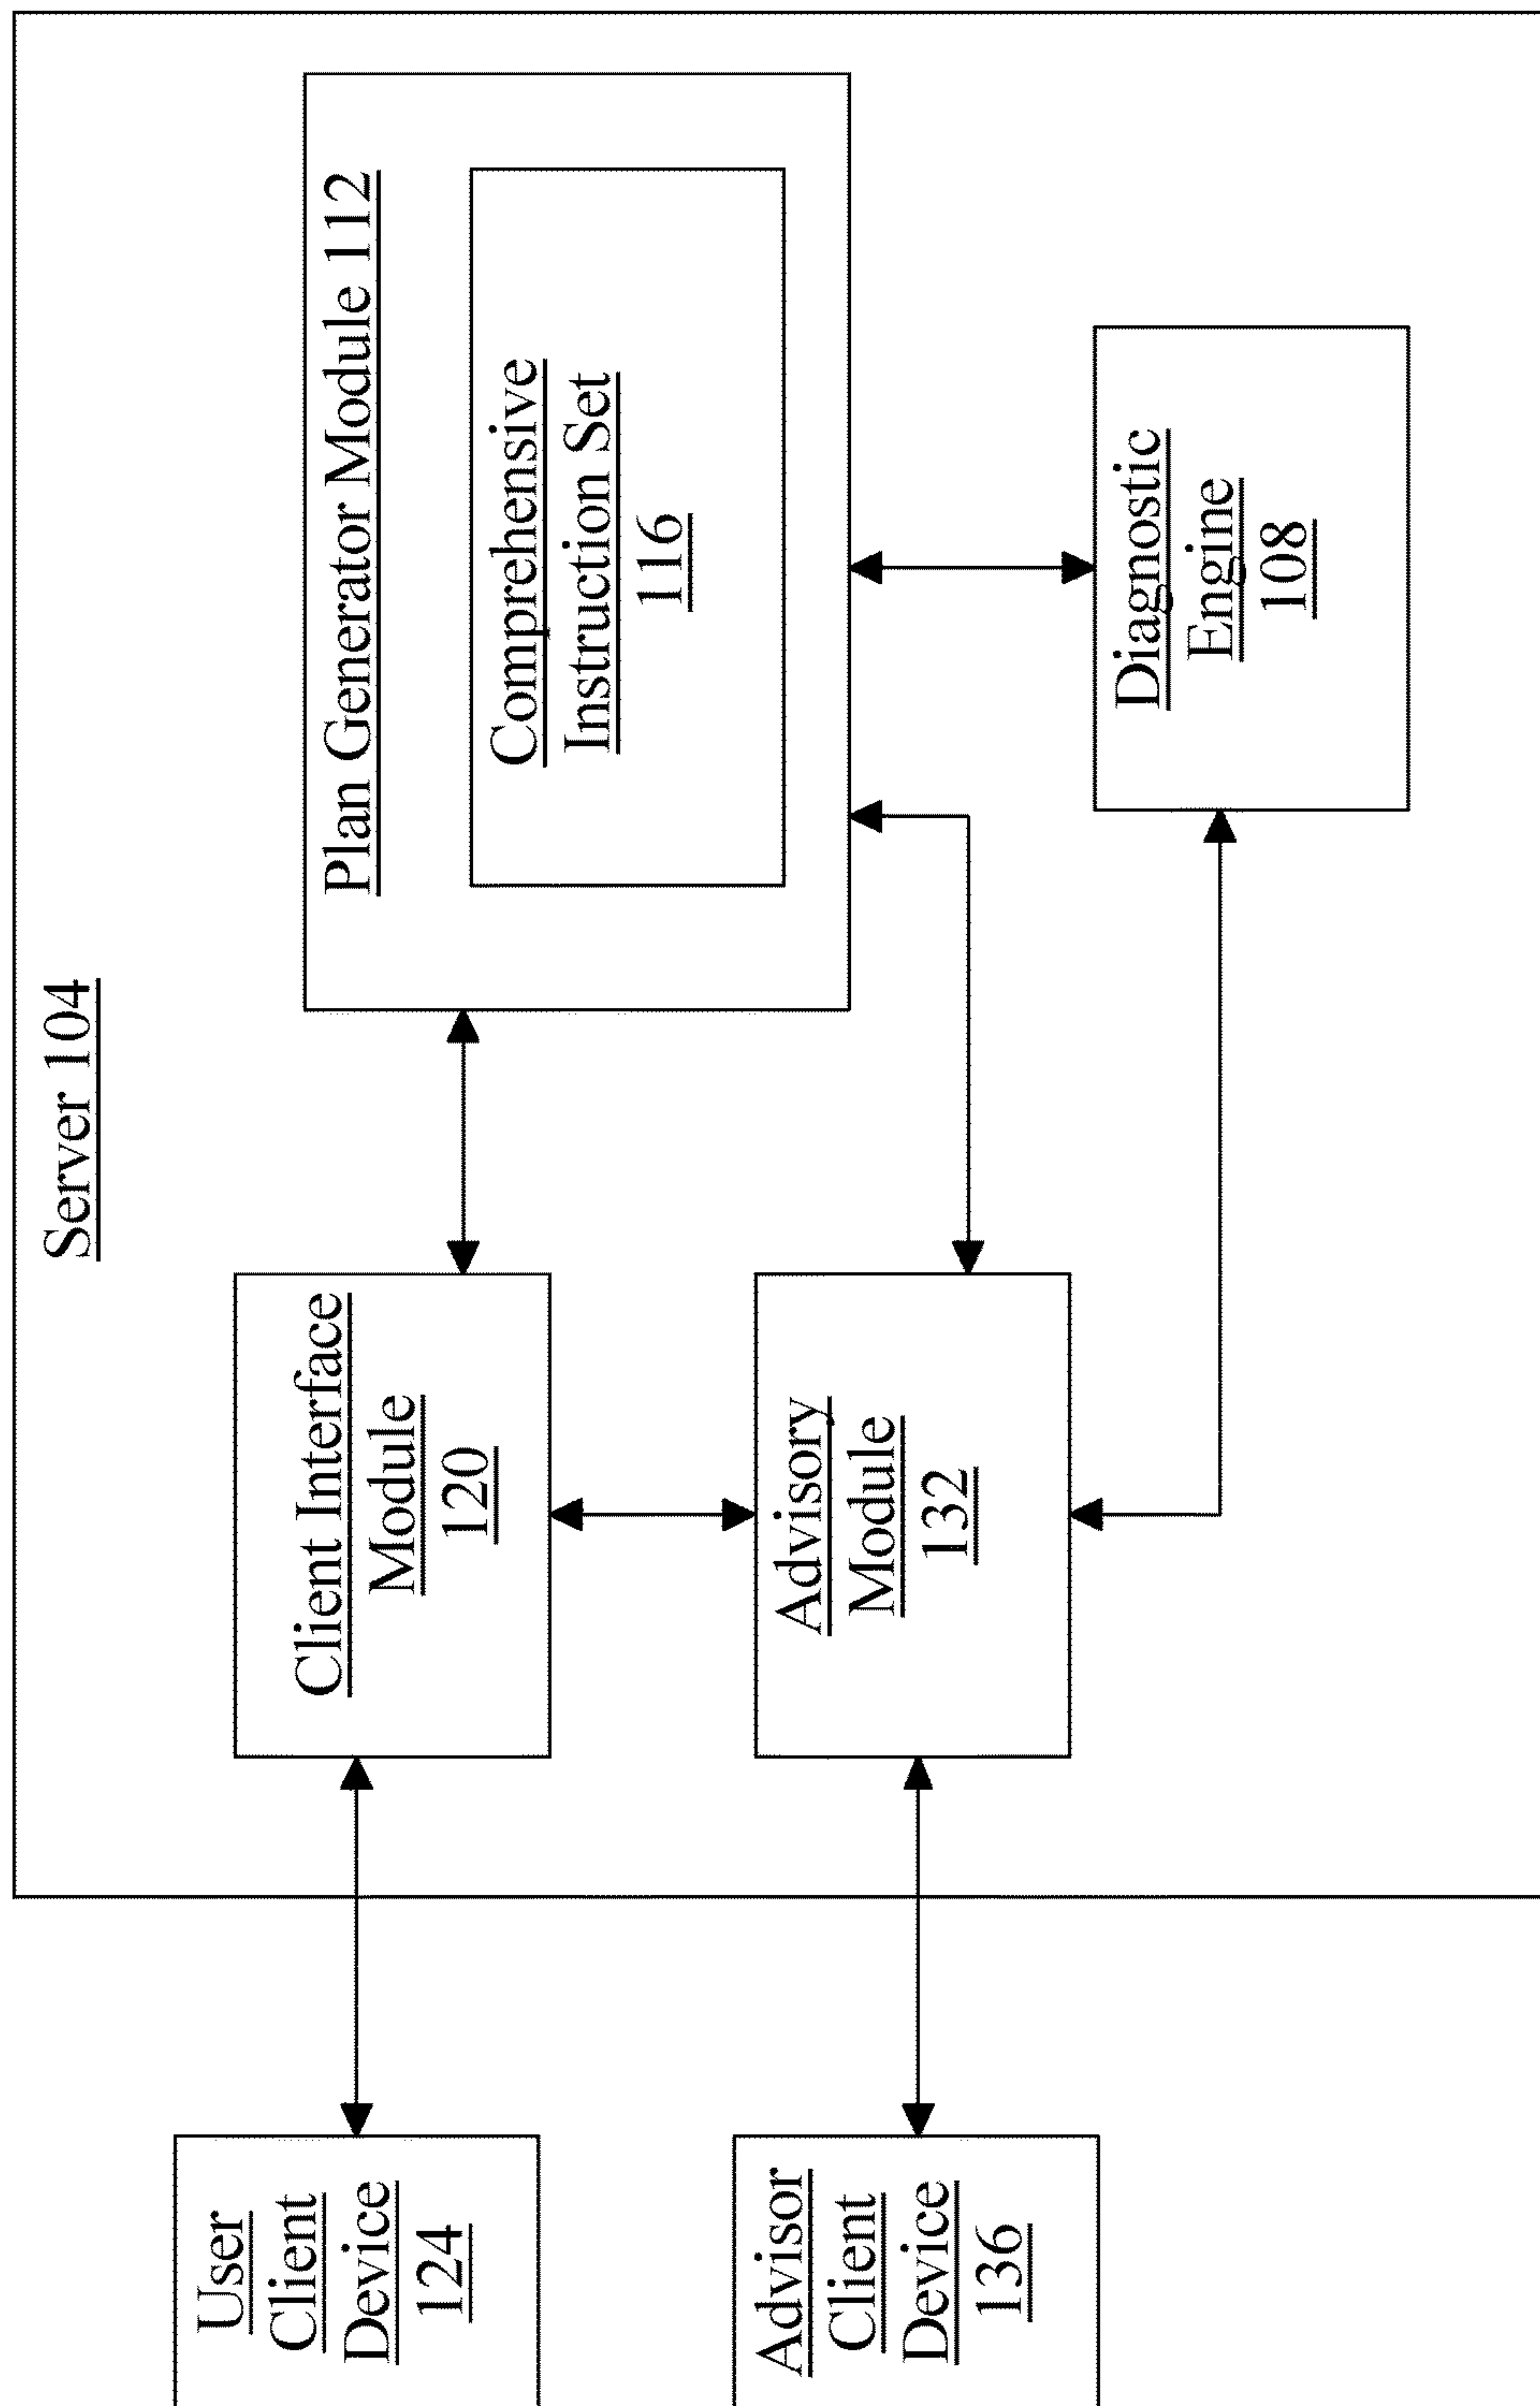 Server 104
Plan Generator Module 112
Comprehensive
Instruction Set
116
Client Interface
Module
120
User
Client
Device
124
Advisory
Module
132
Advisor
Client
Device
136
Diagnostic
Engine
108